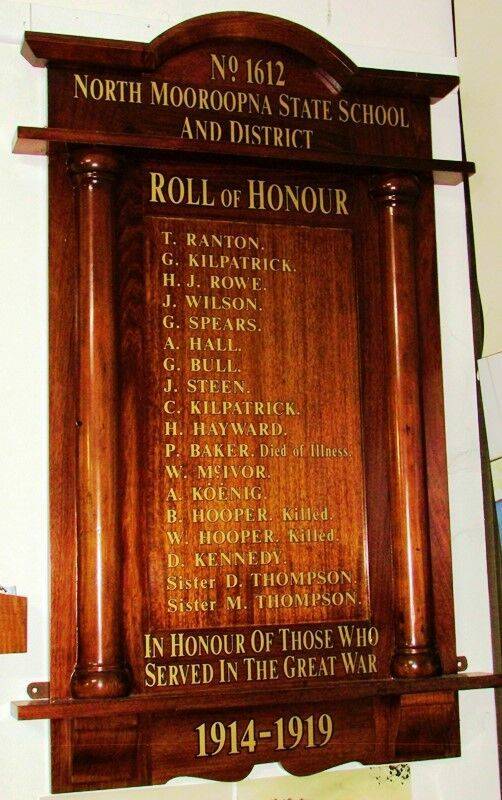 No 1612
NORTH MOOROOPNA STATE SCHOOL
AND DISTRICT
ROLL OF HONOUR
T. RANTON.
G. KILPATRICK.
H. J. ROWE.
J. WILSON.
G. SPEARS.
A. HALL.
G. BULL.
J. STEEN.
C. KILPATRICK.
H. HAYWARD.
P. BAKER. Died of Illness.
W. McIVOR.
A. KOENIG.
B. HOOPER. Killed.
W. HOOPER. Killed.
D. KENNEDY.
Sister D. THOMPSON.
Sister M. THOMPSON.
IN HONOUR OF THOSE WHO
SERVED IN THE GREAT WAR
1914-1919